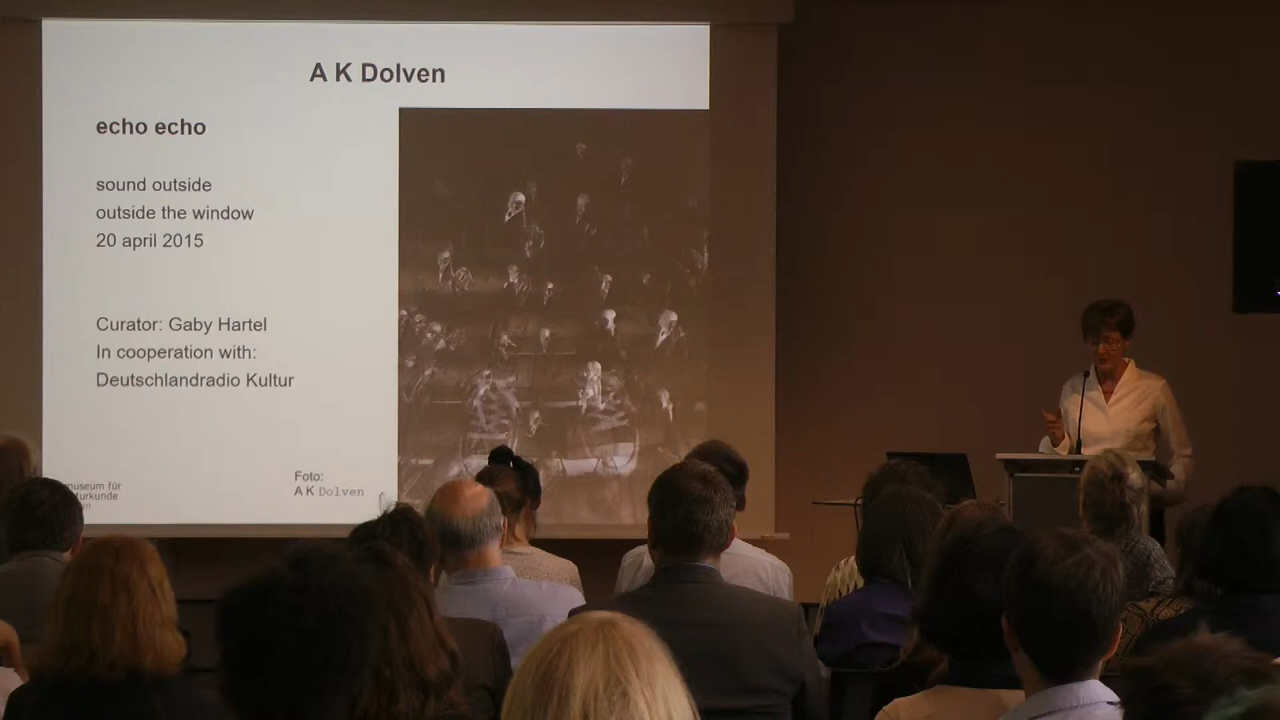 A K Dolven
echo echo
sound outside
outside the window
20 april 2015
Curator: Gaby Hartel
In cooperation with:
Deutschlandradio Kultur
Foto:
A K Dolven
museum für